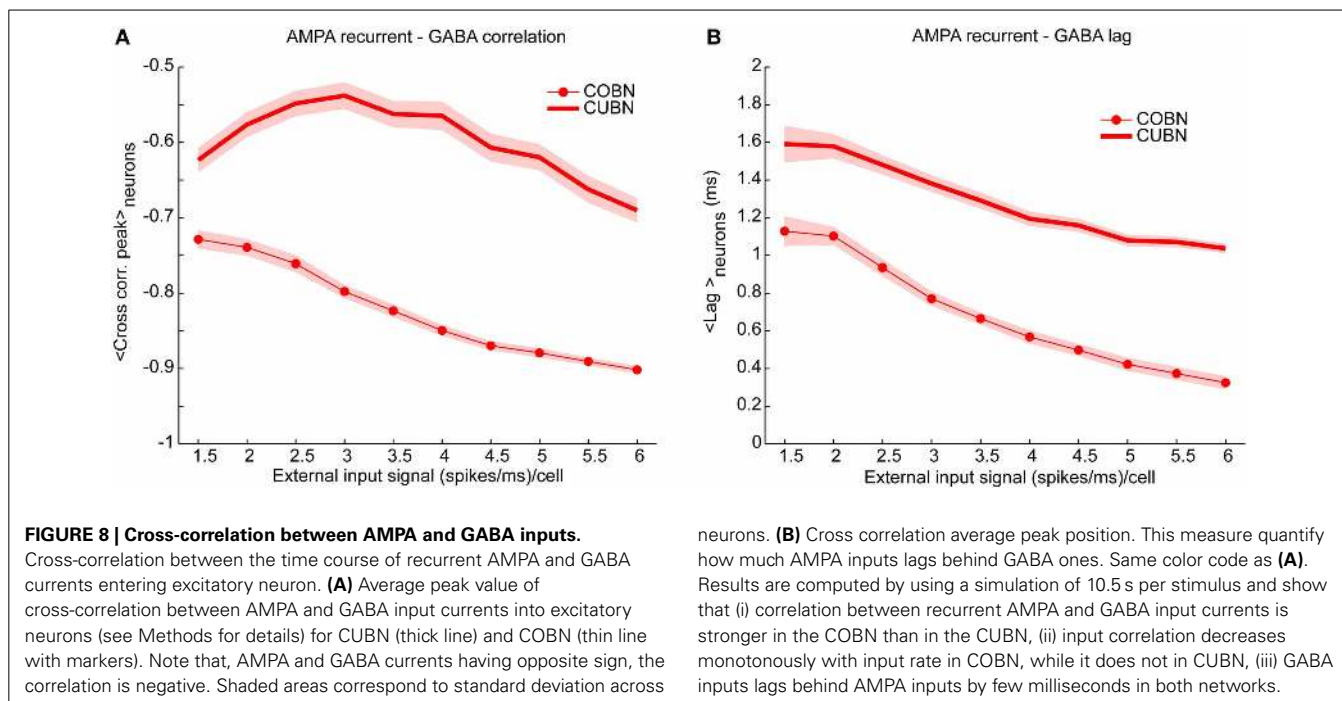 A
AMPA recurrent - GABA correlation
-0.5
-0.6
-0.7
-0.8
-0.9
-1
<Cross corr. peak>neurons
COBN
CUBN
1.5 2 2.5 3 3.5 4 4.5 5 5.5 6
External input signal (spikes/ms)/cell
B
AMPA recurrent - GABA lag
2
1.8
1.6
1.4
1.2
1
0.8
0.6
0.4
0.2
0
<Lag >neurons (ms)
COBN
CUBN
1.5 2 2.5 3 3.5 4 4.5 5 5.5 6
External input signal (spikes/ms)/cell
FIGURE 8 | Cross-correlation between AMPA and GABA inputs.
Cross-correlation between the time course of recurrent AMPA and GABA
currents entering excitatory neuron. (A) Average peak value of
cross-correlation between AMPA and GABA input currents into excitatory
neurons (see Methods for details) for CUBN (thick line) and COBN (thin line
with markers). Note that, AMPA and GABA currents having opposite sign, the
correlation is negative. Shaded areas correspond to standard deviation across
neurons. (B) Cross correlation average peak position. This measure quantify
how much AMPA inputs lags behind GABA ones. Same color code as (A).
Results are computed by using a simulation of 10.5 s per stimulus and show
that (i) correlation between recurrent AMPA and GABA input currents is
stronger in the COBN than in the CUBN, (ii) input correlation decreases
monotonously with input rate in COBN, while it does not in CUBN, (iii) GABA
inputs lags behind AMPA inputs by few milliseconds in both networks.